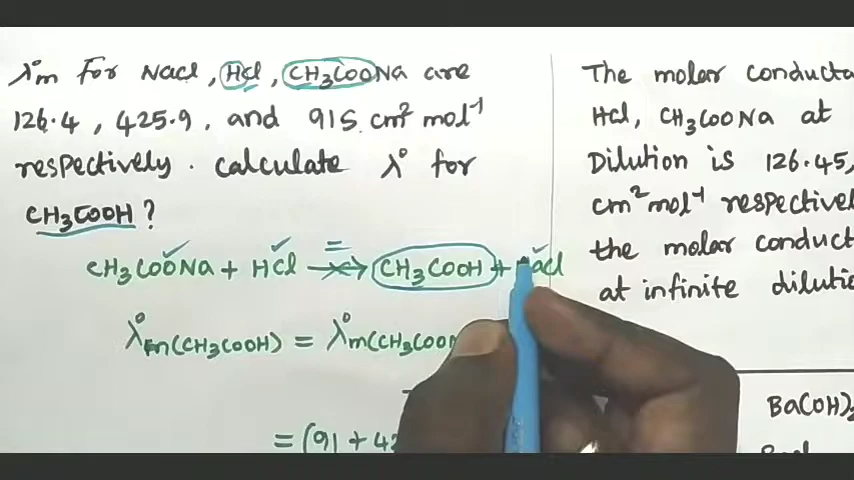 λ°m for NaCl, HCl, CH₃COONa are
126.4, 425.9, and 91S cm² mol⁻¹
respectively. calculate λ° for
CH₃COOH?
CH₃COONa + HCl → CH₃COOH +
λ°m(CH₃COOH) = λ°m(CH₃COO
= (91 + 42
The molar conducta
HCl, CH₃COONa at
Dilution is 126.45,
cm² mol⁻¹ respectivel
the molar conduct
at infinite dilutio
Ba(OH)₂